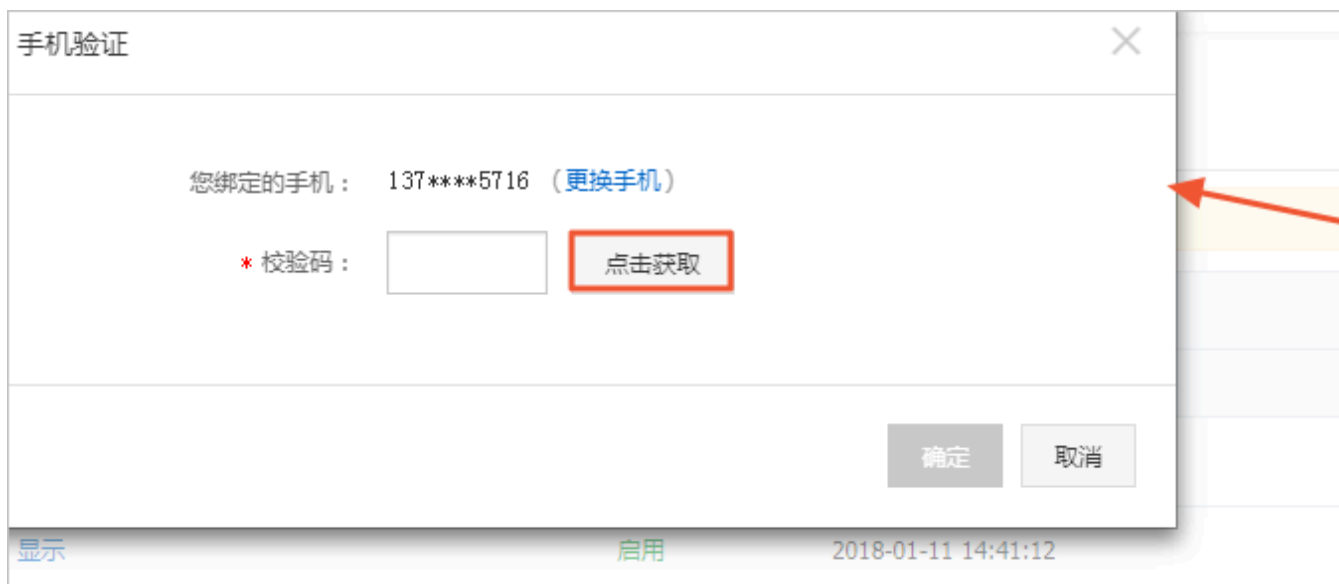 手机验证
您绑定的手机： 137****5716 （更换手机）
* 校验码： 点击获取
确定 取消
显示 启用 2018-01-11 14:41:12